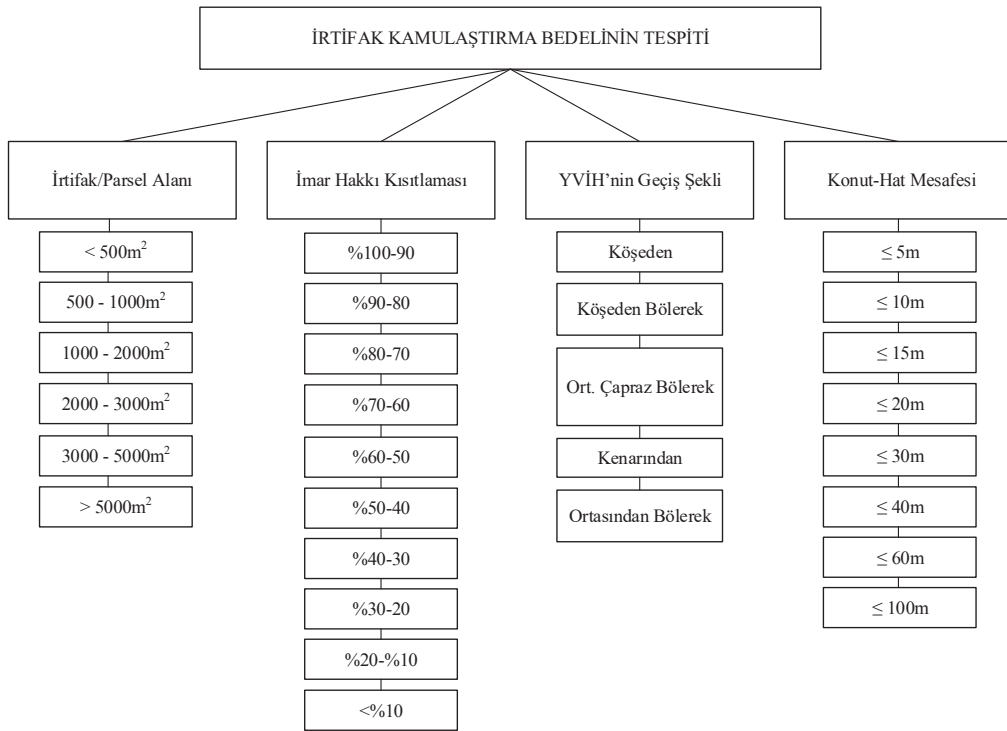 İRTİFAK KAMULAŞTIRMA BEDELİNİN TESPİTİ
İrtifak/Parsel Alanı
< 500m²
500 - 1000m²
1000 - 2000m²
2000 - 3000m²
3000 - 5000m²
> 5000m²
İmar Hakkı Kısıtlaması
%100-90
%90-80
%80-70
%70-60
%60-50
%50-40
%40-30
%30-20
%20-%10
<%10
YVİH’nin Geçiş Şekli
Köşeden
Köşeden Bölerek
Ort. Çapraz Bölerek
Kenarından
Ortasından Bölerek
Konut-Hat Mesafesi
≤ 5m
≤ 10m
≤ 15m
≤ 20m
≤ 30m
≤ 40m
≤ 60m
≤ 100m